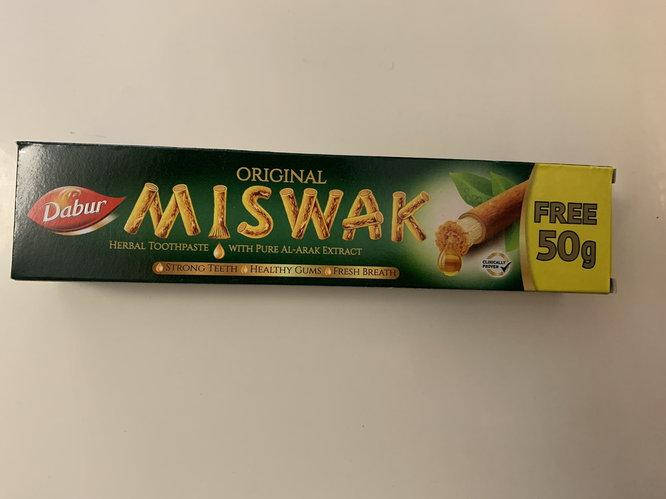 Dabur
ORIGINAL
MISWAK
HERBAL TOOTHPASTE WITH PURE AL-ARAK EXTRACT
STRONG TEETH HEALTHY GUMS FRESH BREATH
CLINICALLY
PROVEN
FREE
50g